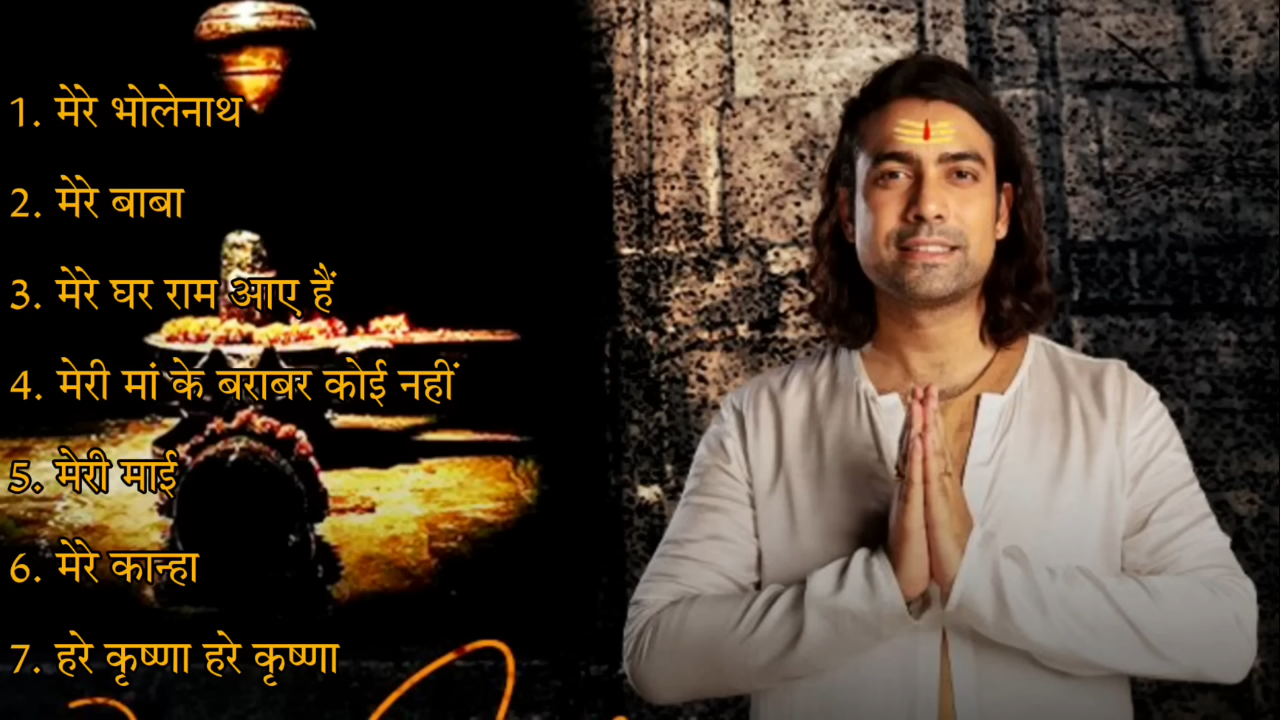 1. मेरे भोलेनाथ
2. मेरे बाबा
3. मेरे घर राम आए हैं
4. मेरी मां के बराबर कोई नहीं
5. मेरी माई
6. मेरे कान्हा
7. हरे कृष्णा हरे कृष्णा